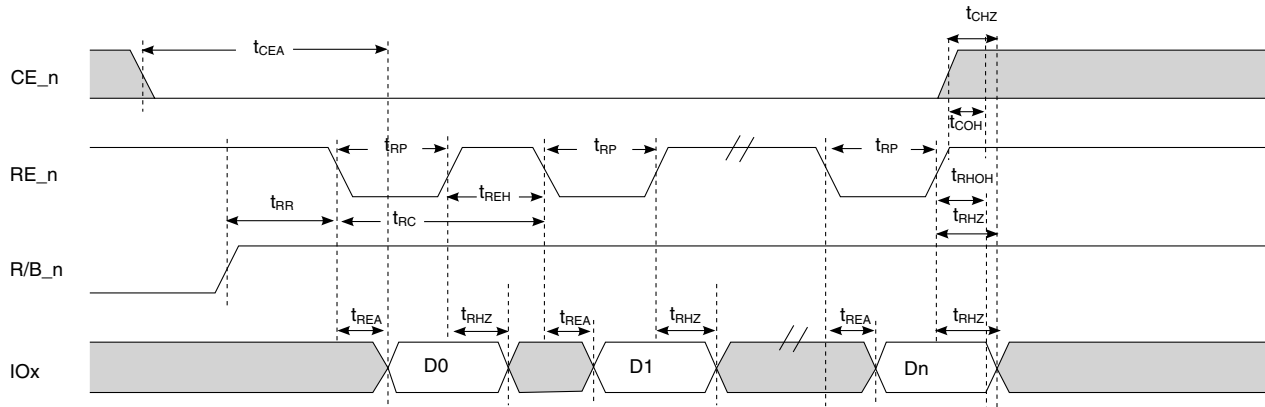 tCHZ
tCEA
CE_n
tCOH
tRP
tRP
tRP
RE_n
tREH
tRHOH
tRR
tRC
tRHZ
R/B_n
tREA
tRHZ
tREA
tRHZ
tREA
tRHZ
IOx
D0
D1
Dn